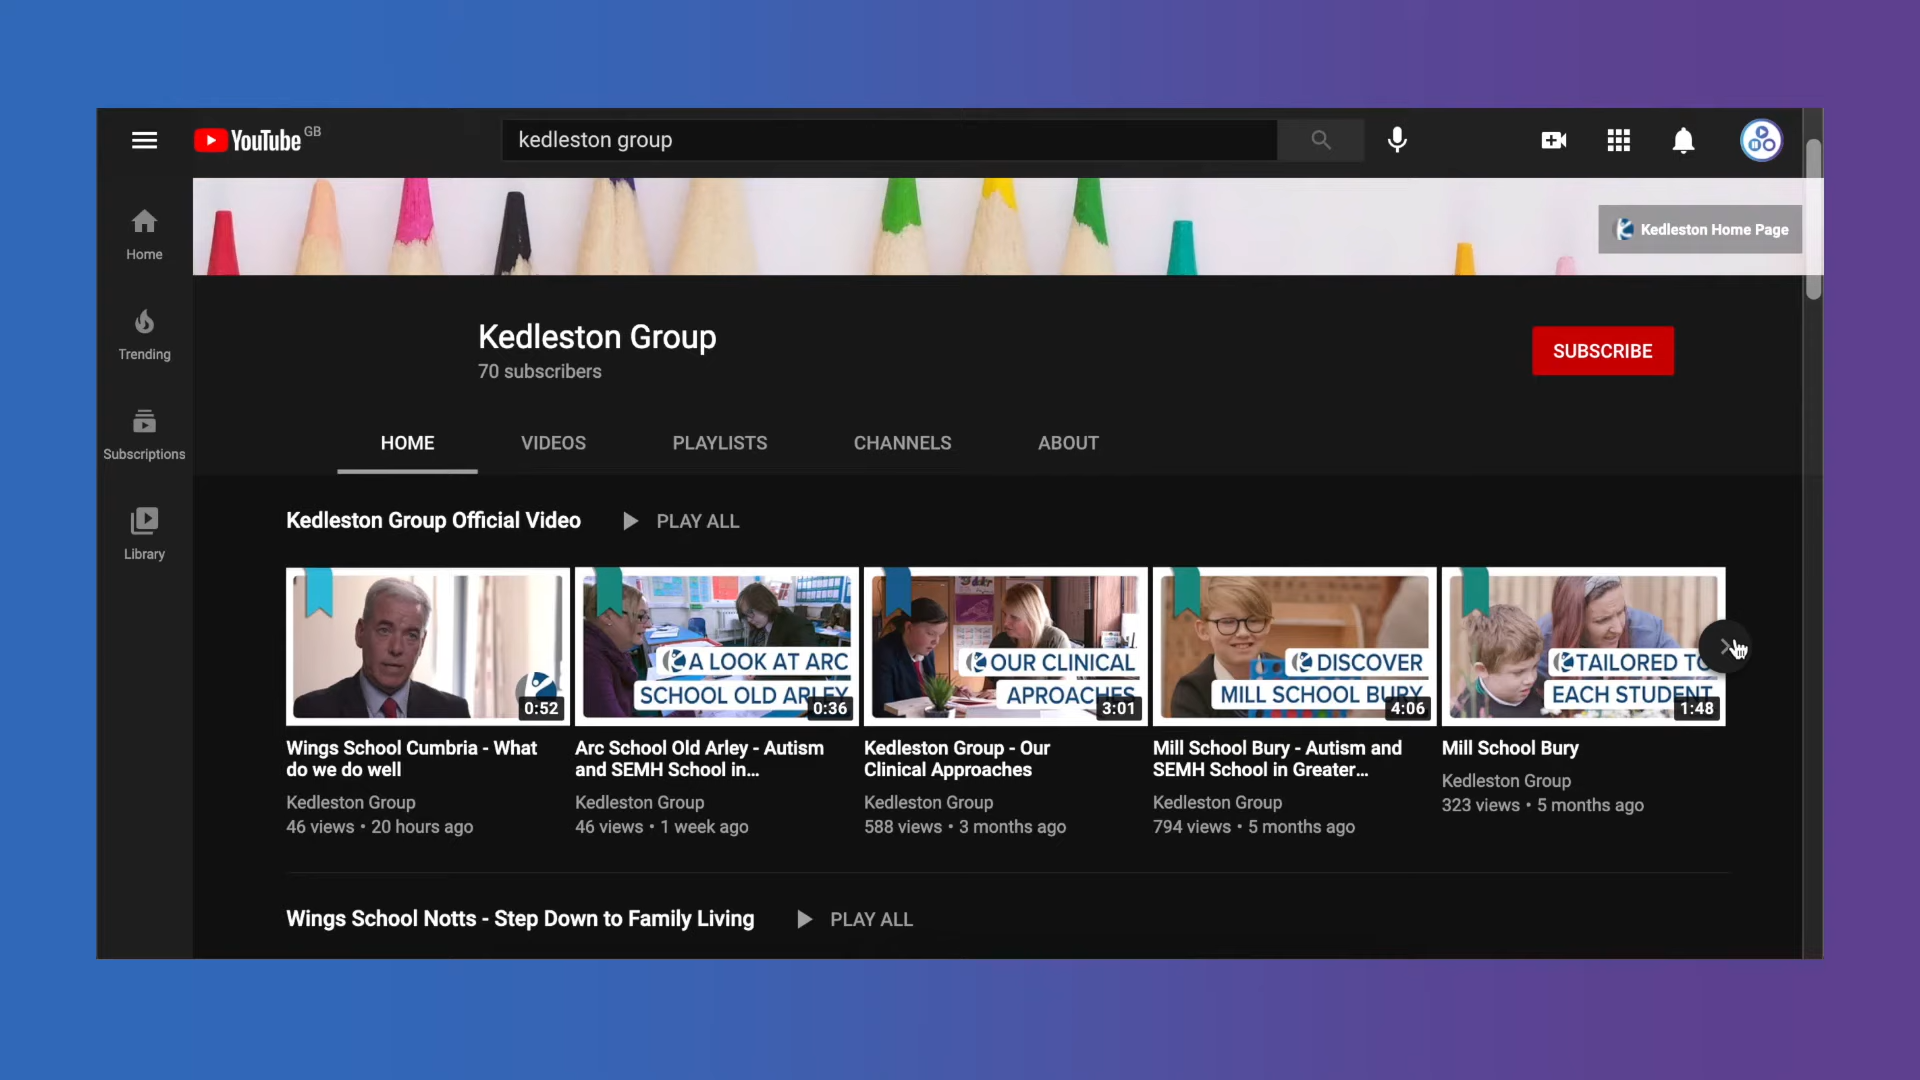 YouTube GB
kedleston group
Kedleston Home Page
Home
Trending
Subscriptions
Library
Kedleston Group
70 subscribers
SUBSCRIBE
HOME VIDEOS PLAYLISTS CHANNELS ABOUT
Kedleston Group Official Video PLAY ALL
0:52
A LOOK AT ARC
SCHOOL OLD ARLEY
0:36
OUR CLINICAL
APROACHES
3:01
DISCOVER
MILL SCHOOL BURY
4:06
TAILORED TO
EACH STUDENT
1:48
Wings School Cumbria - What
do we do well
Kedleston Group
46 views • 20 hours ago
Arc School Old Arley - Autism
and SEMH School in...
Kedleston Group
46 views • 1 week ago
Kedleston Group - Our
Clinical Approaches
Kedleston Group
588 views • 3 months ago
Mill School Bury - Autism and
SEMH School in Greater...
Kedleston Group
794 views • 5 months ago
Mill School Bury
Kedleston Group
323 views • 5 months ago
Wings School Notts - Step Down to Family Living PLAY ALL